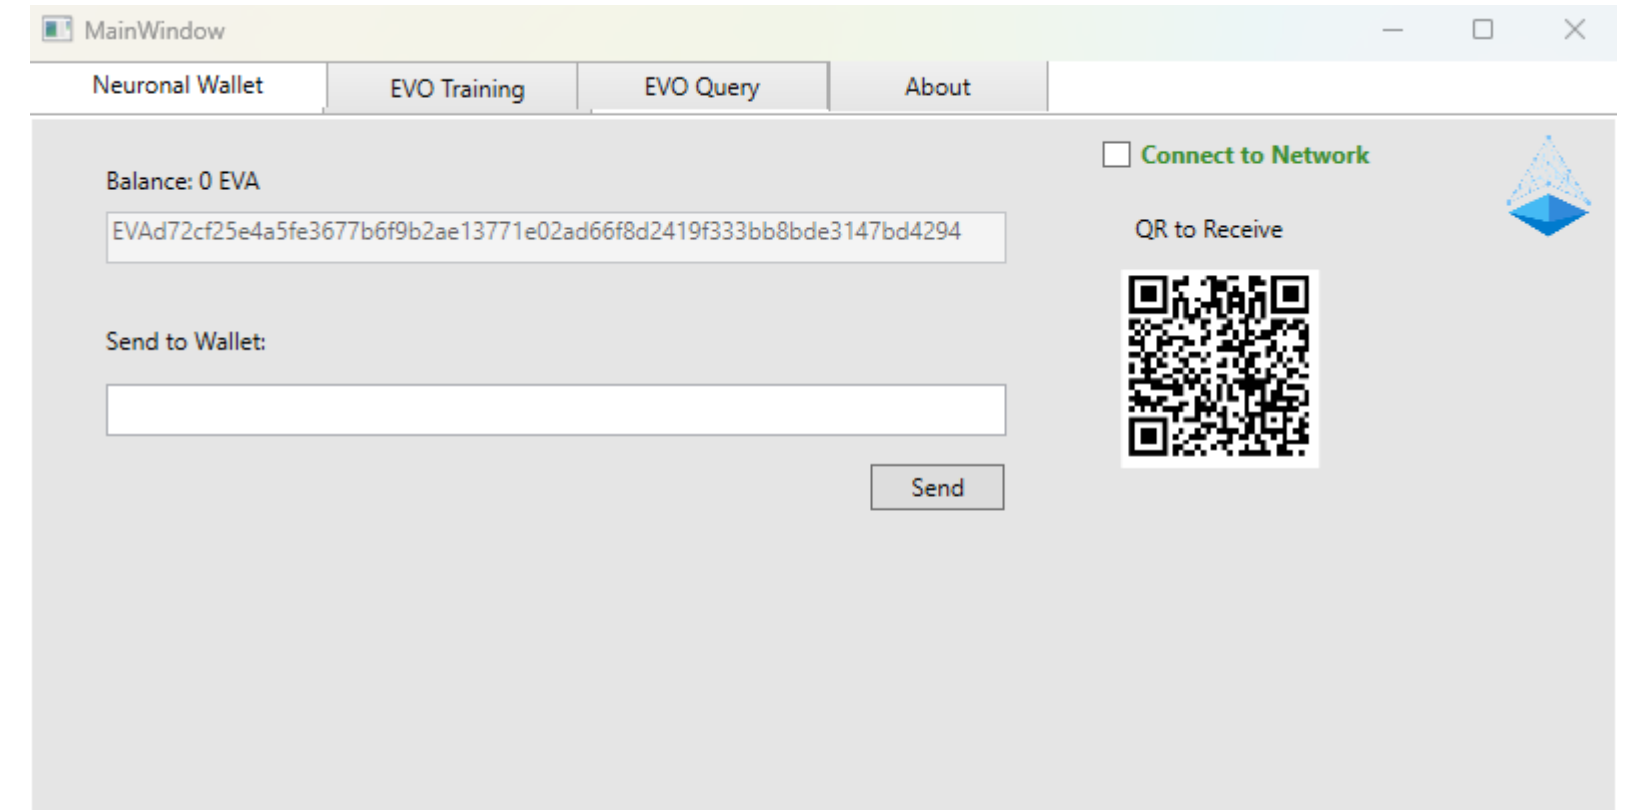 MainWindow
Neuronal Wallet
EVO Training
EVO Query
About
Connect to Network
Balance: 0 EVA
EVAd72cf25e4a5fe3677b6f9b2ae13771e02ad66f8d2419f333bb8bde3147bd4294
QR to Receive
Send to Wallet:
Send